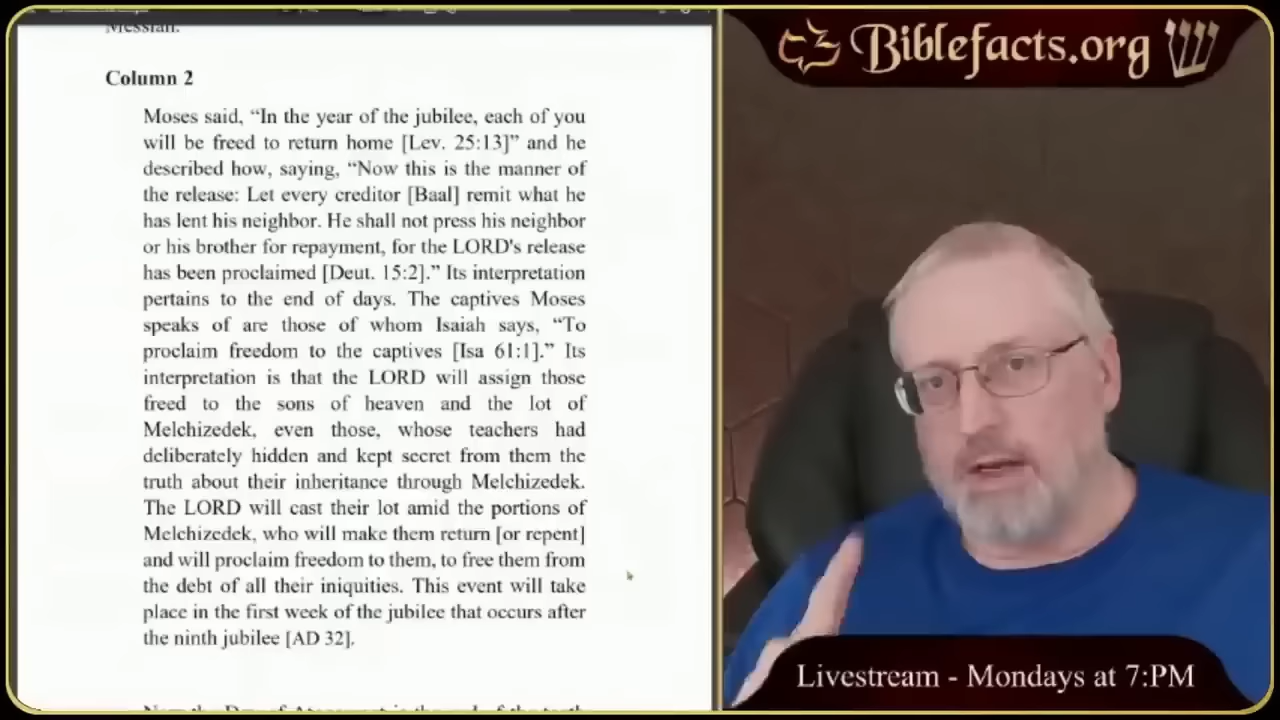 Messiah.
Column 2
Moses said, “In the year of the jubilee, each of you
will be freed to return home [Lev. 25:13]” and he
described how, saying, “Now this is the manner of
the release: Let every creditor [Baal] remit what he
has lent his neighbor. He shall not press his neighbor
or his brother for repayment, for the LORD's release
has been proclaimed [Deut. 15:2].” Its interpretation
pertains to the end of days. The captives Moses
speaks of are those of whom Isaiah says, “To
proclaim freedom to the captives [Isa 61:1].” Its
interpretation is that the LORD will assign those
freed to the sons of heaven and the lot of
Melchizedek, even those, whose teachers had
deliberately hidden and kept secret from them the
truth about their inheritance through Melchizedek.
The LORD will cast their lot amid the portions of
Melchizedek, who will make them return [or repent]
and will proclaim freedom to them, to free them from
the debt of all their iniquities. This event will take
place in the first week of the jubilee that occurs after
the ninth jubilee [AD 32].
Biblefacts.org
Livestream - Mondays at 7:PM